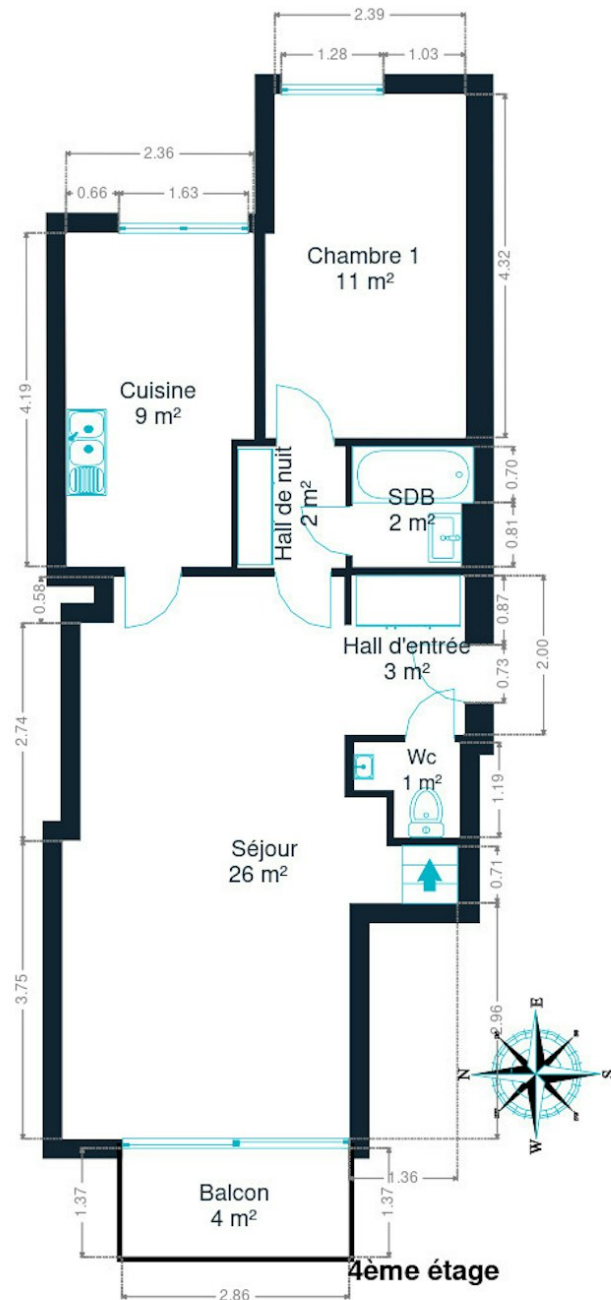 2.39
1.28
1.03
2.36
0.66
1.63
Chambre 1
11 m²
4.32
Cuisine
9 m²
4.19
Hall de nuit
2 m²
SDB
2 m²
0.70
0.81
0.58
0.87
Hall d'entrée
3 m²
0.73
2.00
2.74
Wc
1 m²
1.19
Séjour
26 m²
0.71
3.75
2.96
E
N
S
W
1.36
Balcon
4 m²
1.37
1.37
4ème étage
2.86